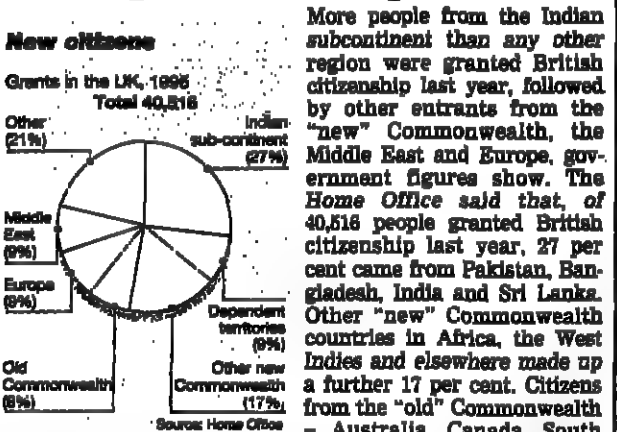 New citizens
Grants in the UK, 1995
Total 40,516
Other
(21%)
Indian
sub-continent
(27%)
Middle
East
(9%)
Europe
Old
Commonwealth
(8%)
Dependent
territories
(9%)
Other new
Commonwealth
(17%)
Source: Home Office
More people from the Indian
subcontinent than any other
region were granted British
citizenship last year, followed
by other entrants from the
"new" Commonwealth, the
Middle East and Europe, gov-
ernment figures show. The
Home Office said that, of
40,516 people granted British
citizenship last year, 27 per
cent came from Pakistan, Ban-
gladesh, India and Sri Lanka.
Other "new" Commonwealth
countries in Africa, the West
Indies and elsewhere made up
a further 17 per cent. Citizens
from the "old" Commonwealth
– Australia, Canada, South